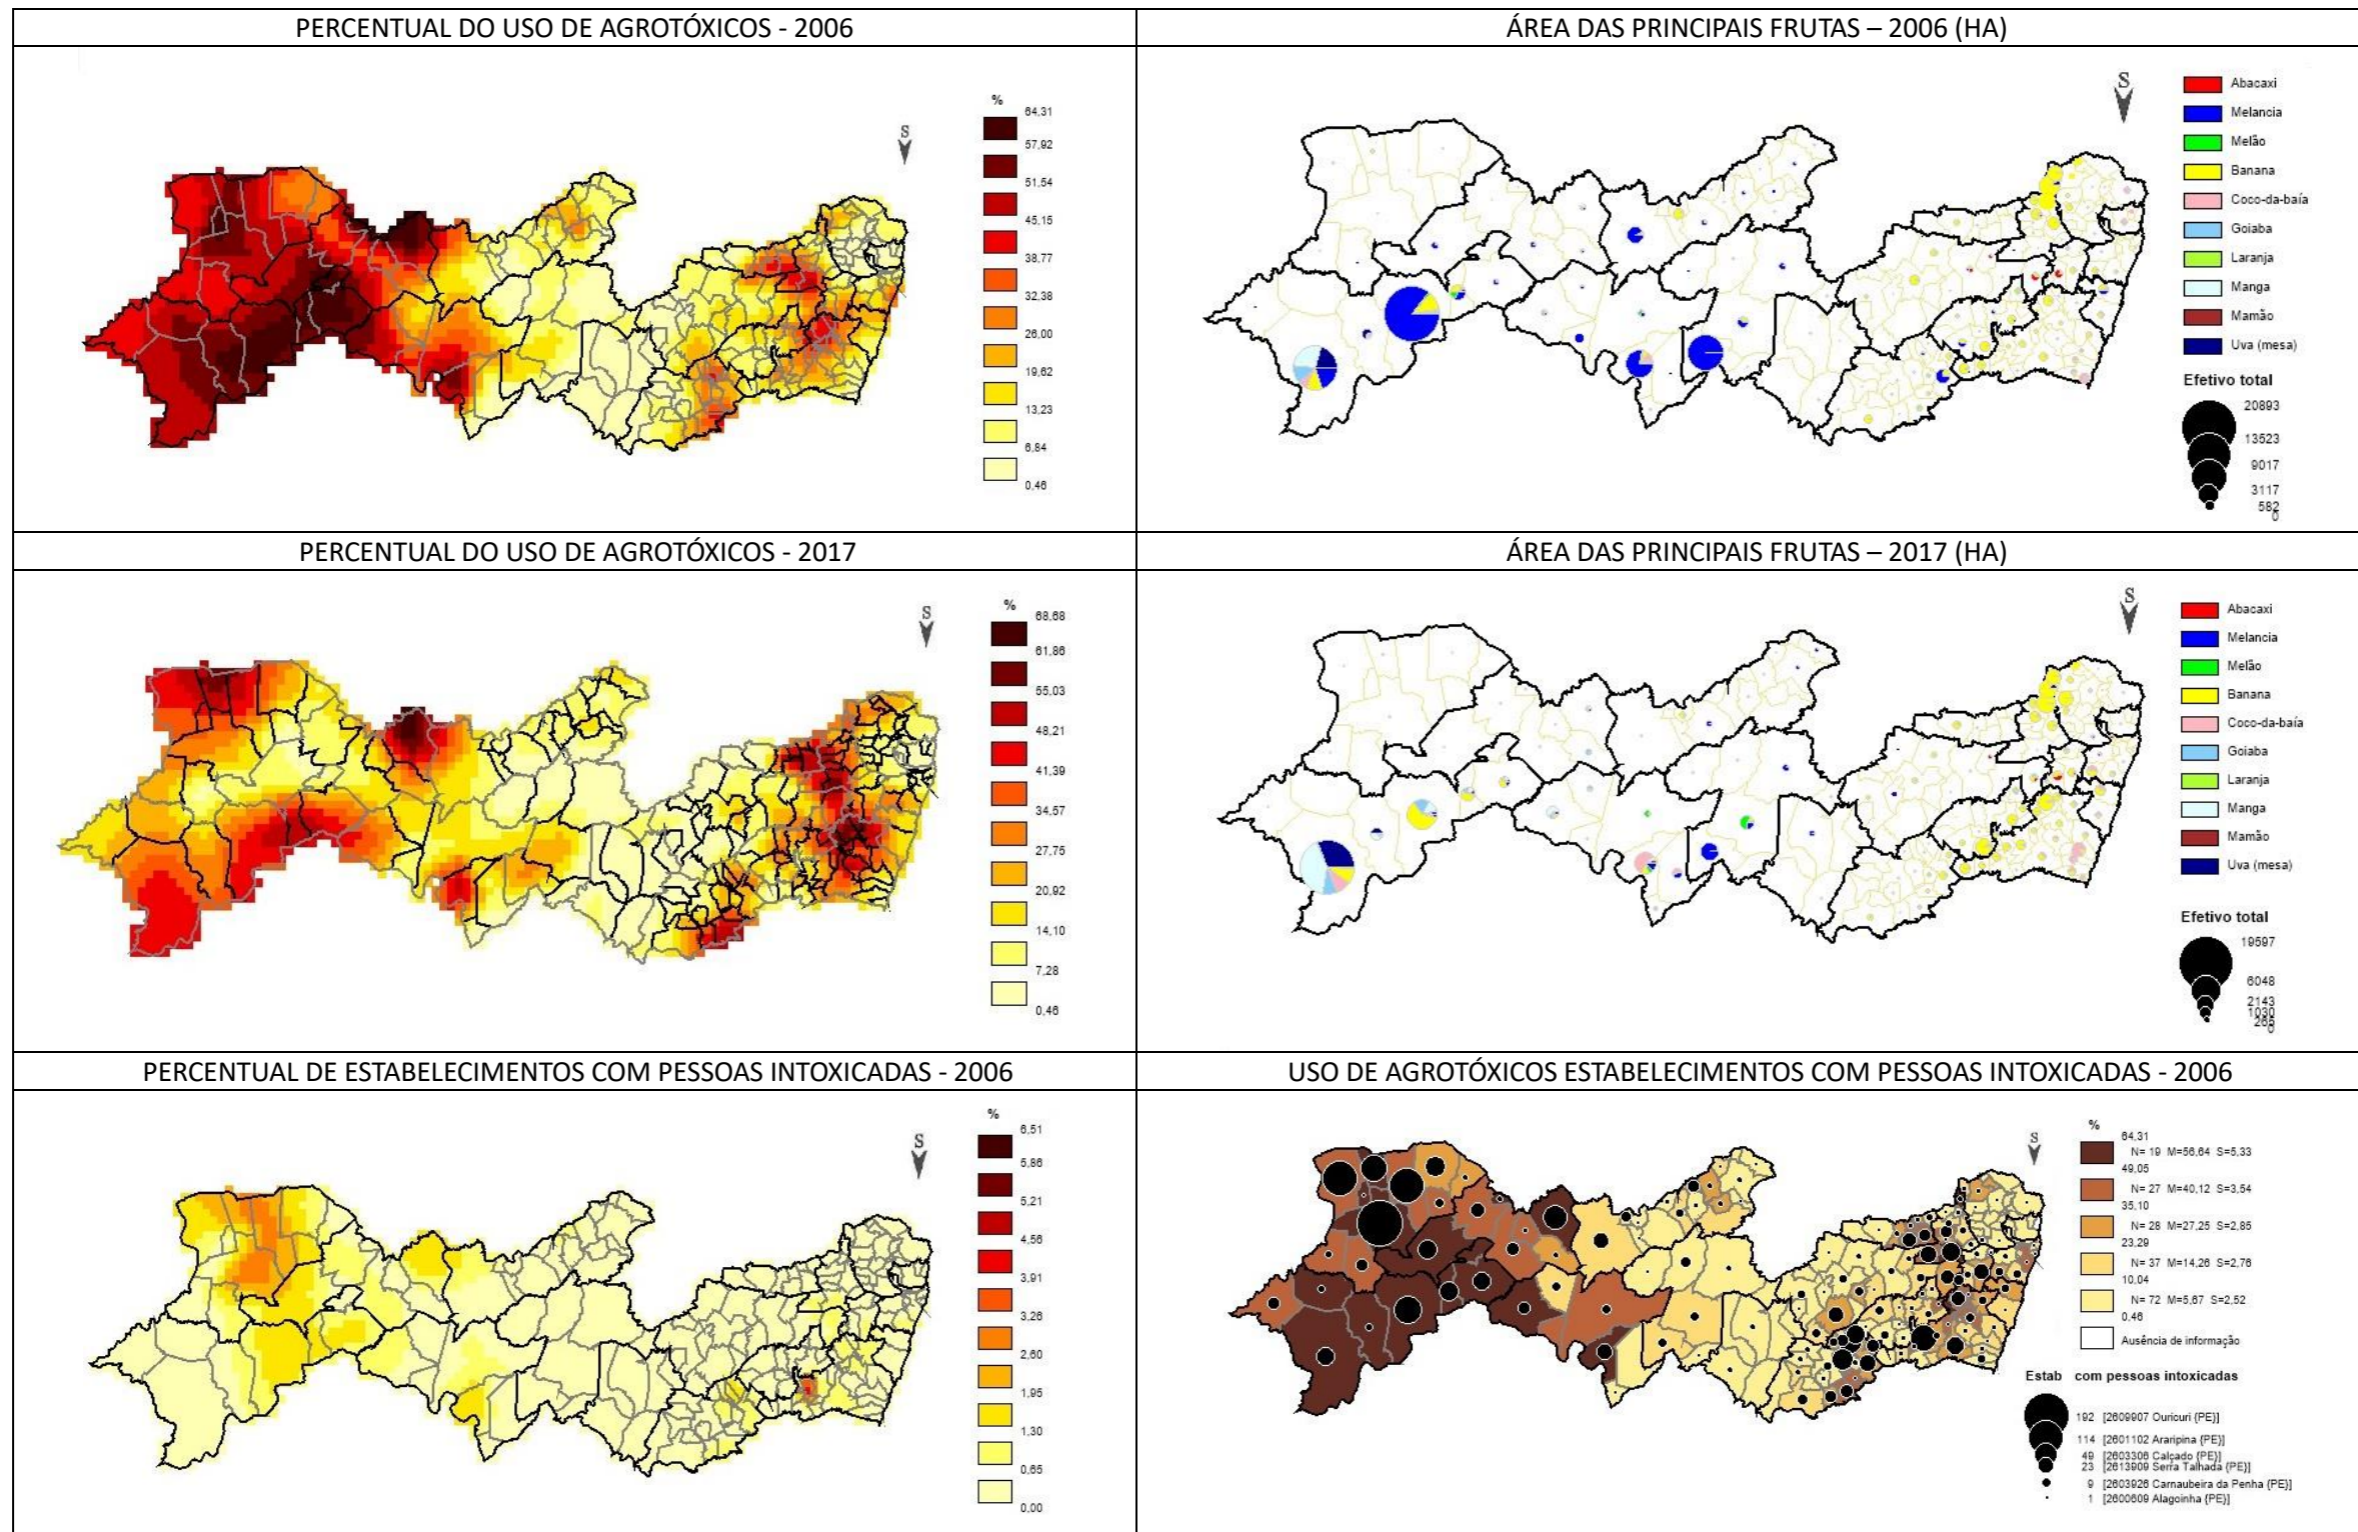 PERCENTUAL DO USO DE AGROTÓXICOS - 2006
%
64,31
57,92
51,54
45,15
38,77
32,38
26,00
19,62
13,23
6,84
0,46
S
ÁREA DAS PRINCIPAIS FRUTAS – 2006 (HA)
S
Abacaxi
Melancia
Melão
Banana
Coco-da-baía
Goiaba
Laranja
Manga
Mamão
Uva (mesa)
Efetivo total
20893
13523
9017
3117
582
0
PERCENTUAL DO USO DE AGROTÓXICOS - 2017
S
%
68,68
61,86
55,03
48,21
41,39
34,57
27,75
20,92
14,10
7,28
0,46
ÁREA DAS PRINCIPAIS FRUTAS – 2017 (HA)
S
Abacaxi
Melancia
Melão
Banana
Coco-da-baía
Goiaba
Laranja
Manga
Mamão
Uva (mesa)
Efetivo total
19597
6048
2143
1030
0
PERCENTUAL DE ESTABELECIMENTOS COM PESSOAS INTOXICADAS - 2006
S
%
6,51
5,86
5,21
4,56
3,91
3,26
2,60
1,95
1,30
0,65
0,00
USO DE AGROTÓXICOS ESTABELECIMENTOS COM PESSOAS INTOXICADAS - 2006
S
%
64,31
N= 19 M=56,64 S=5,33
49,05
N= 27 M=40,12 S=3,54
35,10
N= 28 M=27,25 S=2,85
23,29
N= 37 M=14,26 S=2,76
10,04
N= 72 M=5,67 S=2,52
0,46
Ausência de informação
Estab com pessoas intoxicadas
192 [2609907 Ouricuri {PE}]
114 [2601102 Araripina {PE}]
49 [2603306 Calçado {PE}]
23 [2613909 Serra Talhada {PE}]
9 [2603926 Carnaubeira da Penha {PE}]
1 [2600609 Alagoinha {PE}]